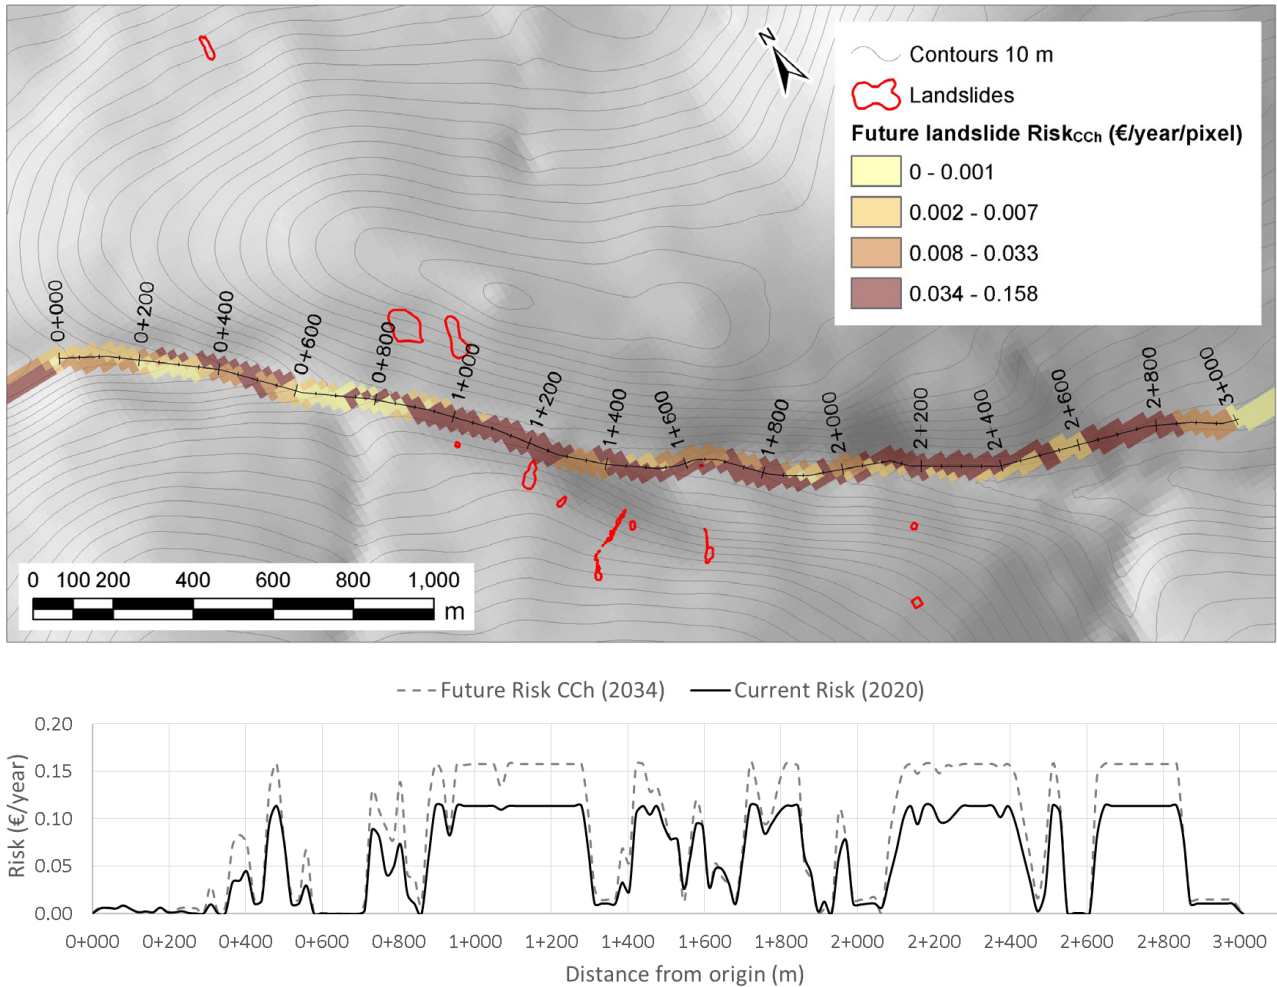 N
Contours 10 m
Landslides
Future landslide RiskCCh (€/year/pixel)
0 - 0.001
0.002 - 0.007
0.008 - 0.033
0.034 - 0.158
0+000
0+200
0+400
0+600
0+800
1+000
1+200
1+400
1+600
1+800
2+000
2+200
2+400
2+600
2+800
3+000
0 100 200 400 600 800 1,000
m
Future Risk CCh (2034) Current Risk (2020)
Risk (€/year)
0.20
0.15
0.10
0.05
0.00
0+000 0+200 0+400 0+600 0+800 1+000 1+200 1+400 1+600 1+800 2+000 2+200 2+400 2+600 2+800 3+000
Distance from origin (m)